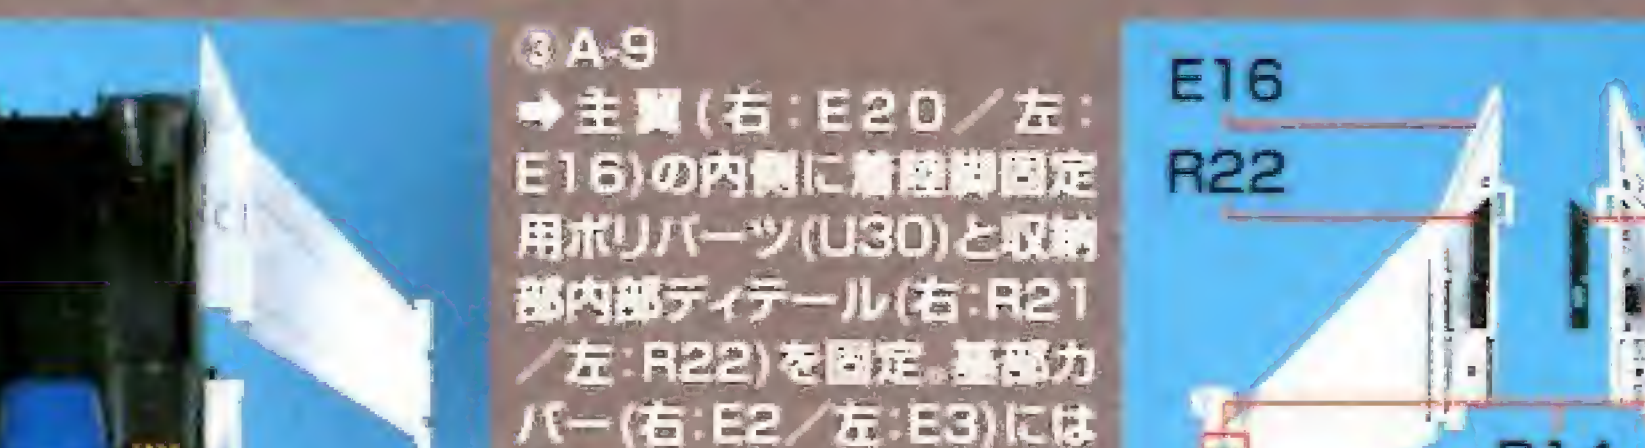 ③A-9
➡主翼(右:E20/左:
E16)の内側に着陸脚固定
用ポリパーツ(U30)と収納
部内部ディテール(右:R21
/左:R22)を固定。基部カ
バー(右:E2/左:E3)には
E16
R22